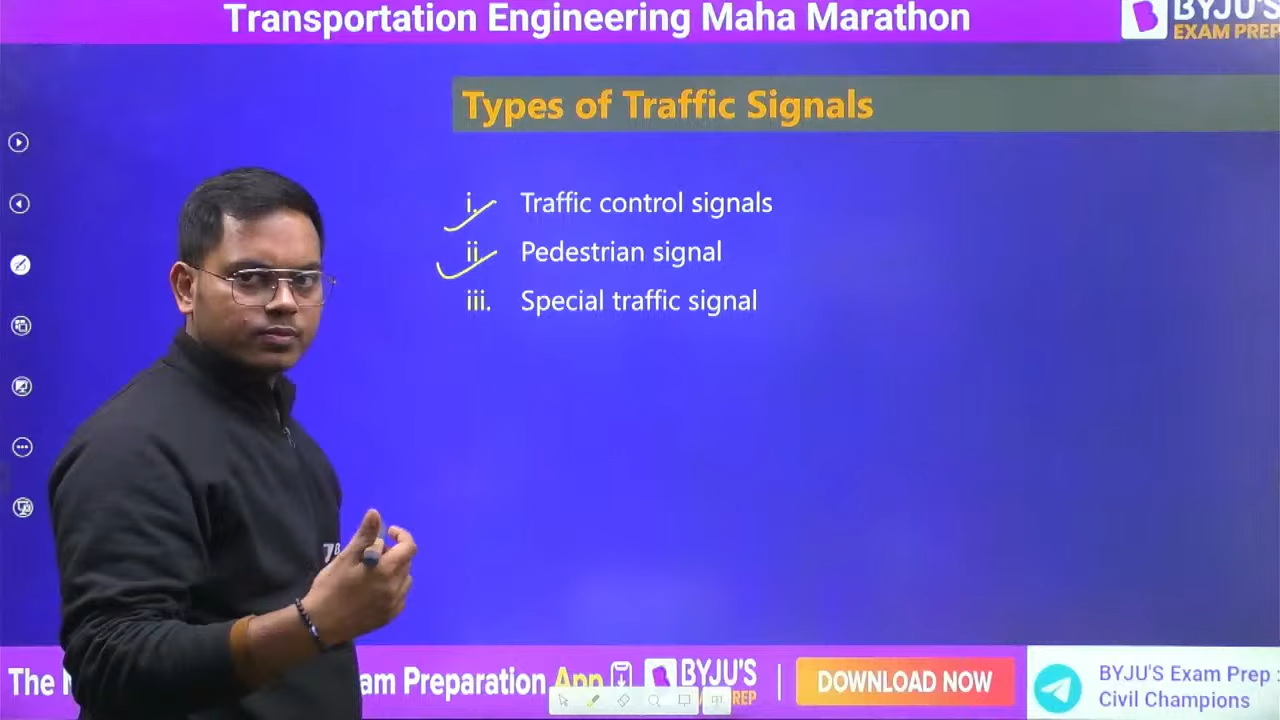 Transportation Engineering Maha Marathon
BYJU'S
EXAM PREP
Types of Traffic Signals
i. Traffic control signals
ii. Pedestrian signal
iii. Special traffic signal
The
am Preparation App
BYJU'S
PREP
DOWNLOAD NOW
BYJU'S Exam Prep :
Civil Champions